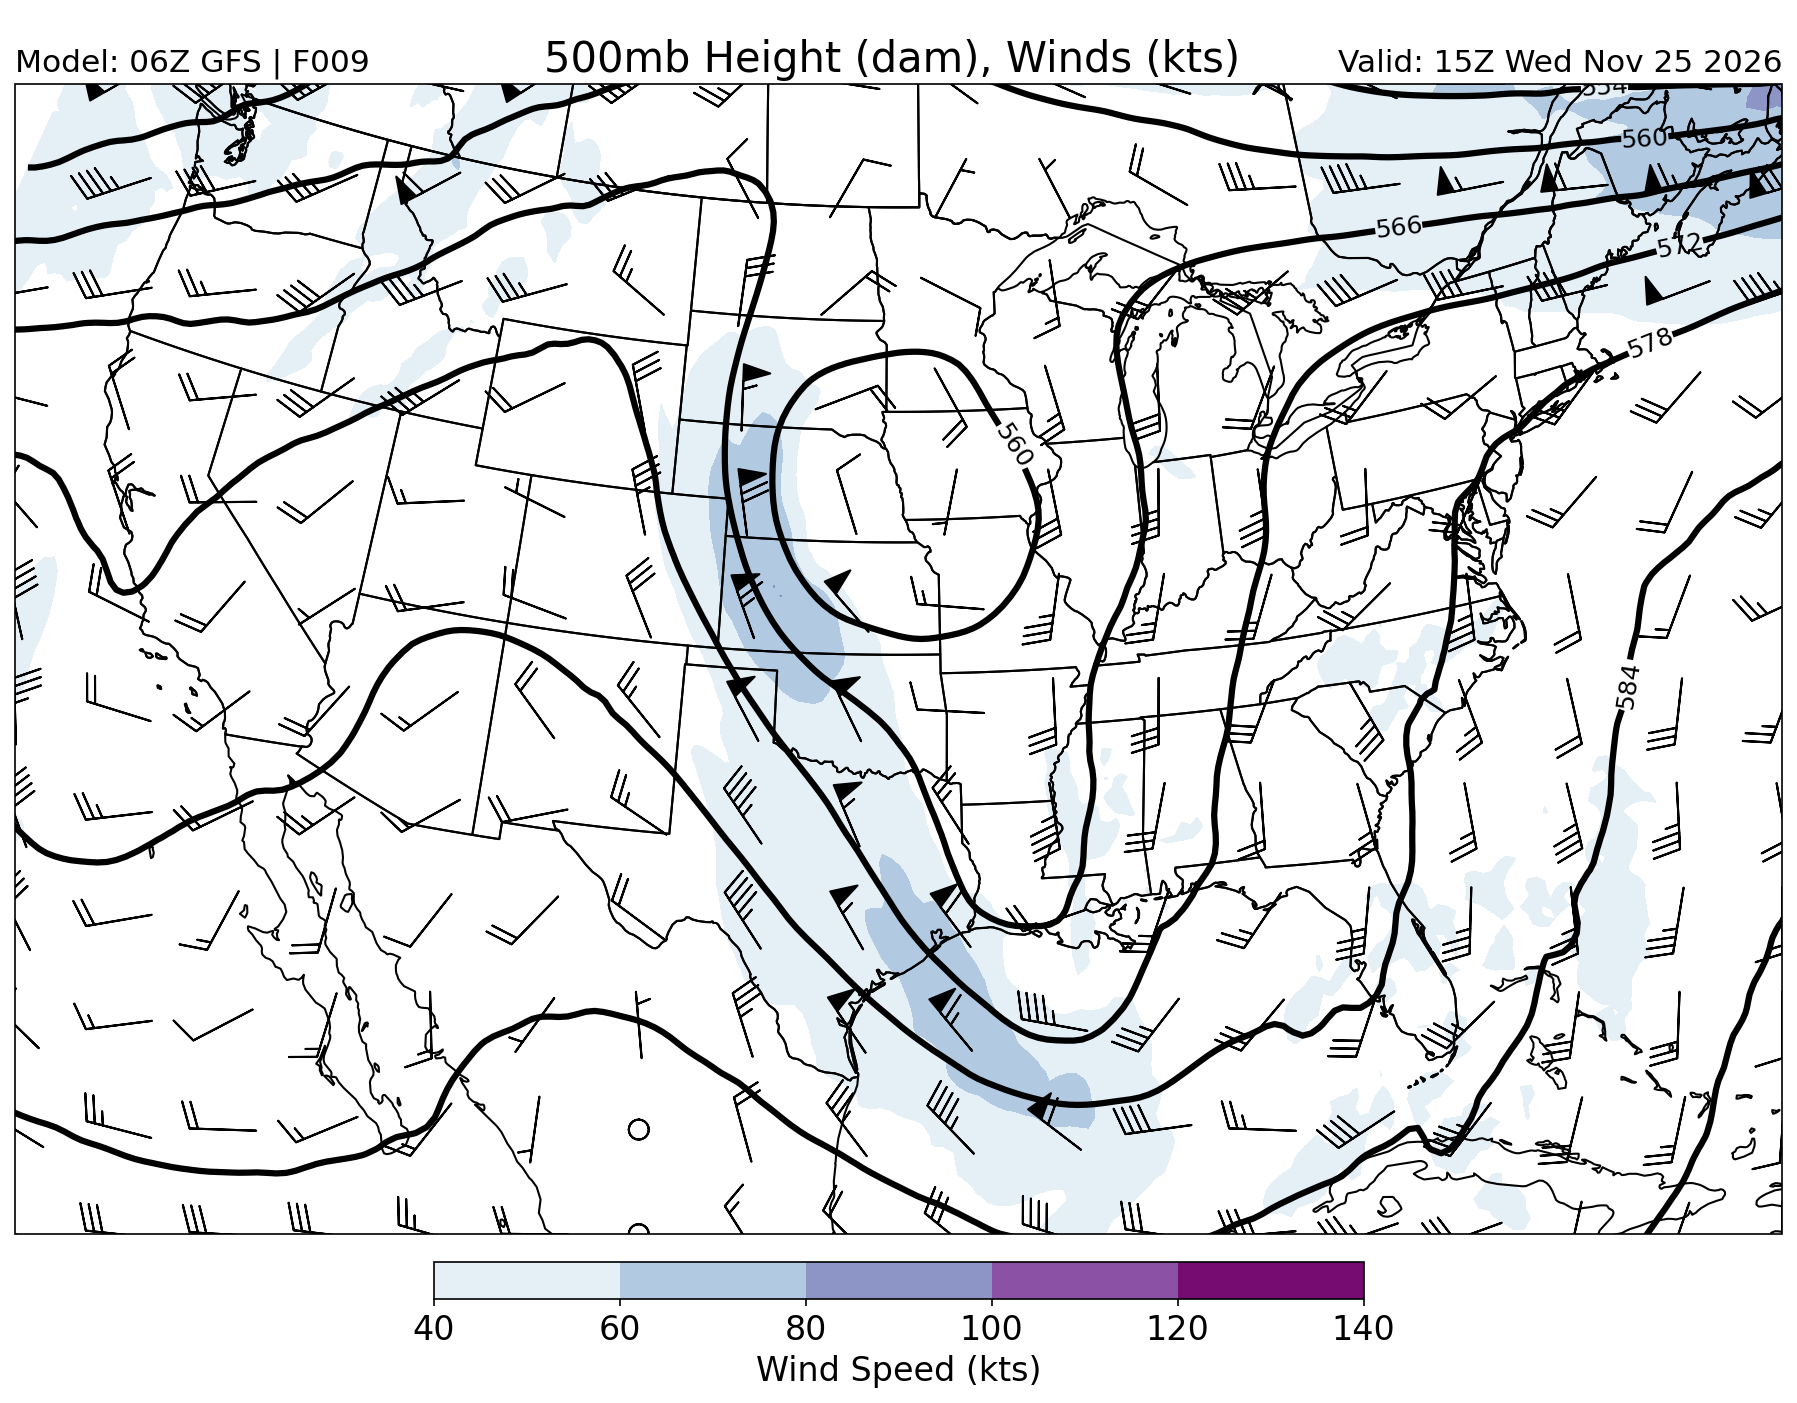 Model: 06Z GFS | F009
500mb Height (dam), Winds (kts)
Valid: 15Z Wed Nov 25 2026
554
560
566
572
578
560
584
40 60 80 100 120 140
Wind Speed (kts)